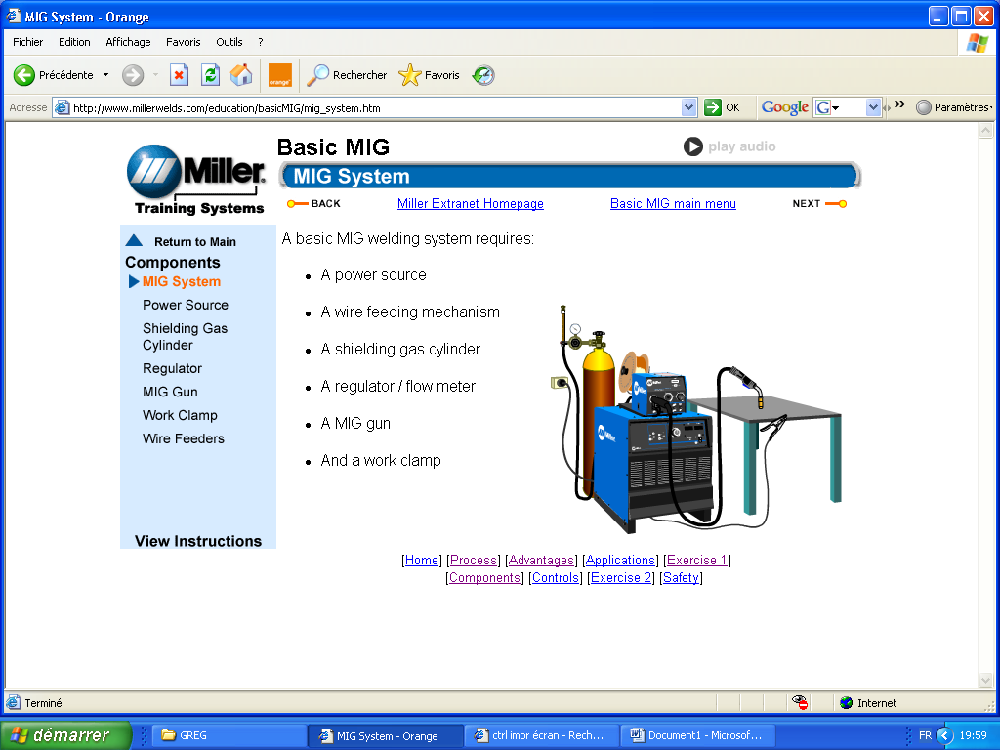 MIG System - Orange
Fichier Edition Affichage Favoris Outils ?
Précédente Rechercher Favoris
orange
Adresse http://www.millerwelds.com/education/basicMIG/mig_system.htm OK Google G Paramètres
Miller
Training Systems
Basic MIG
play audio
MIG System
BACK Miller Extranet Homepage Basic MIG main menu NEXT
Return to Main
Components
MIG System
Power Source
Shielding Gas
Cylinder
Regulator
MIG Gun
Work Clamp
Wire Feeders
View Instructions
A basic MIG welding system requires:
• A power source
• A wire feeding mechanism
• A shielding gas cylinder
• A regulator / flow meter
• A MIG gun
• And a work clamp
Miller
[Home] [Process] [Advantages] [Applications] [Exercise 1]
[Components] [Controls] [Exercise 2] [Safety]
Terminé Internet
démarrer GREG MIG System - Orange ctrl impr écran - Rech... Document1 - Microsof... FR 19:59